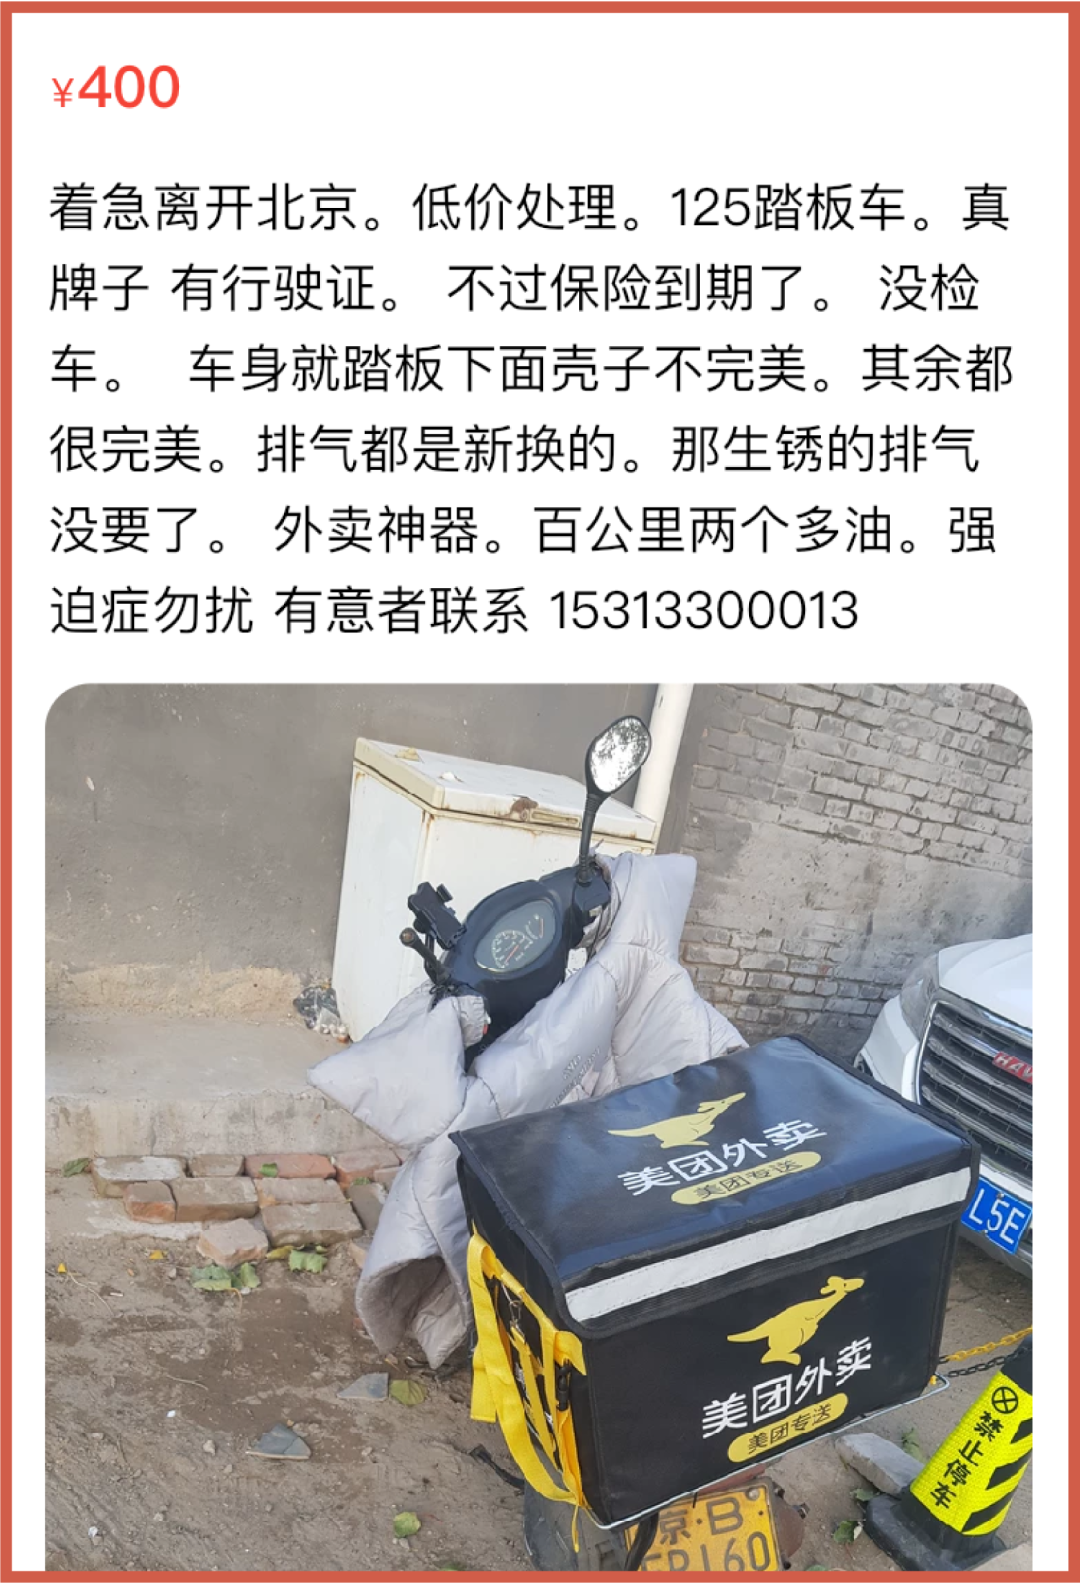 ¥400
着急离开北京。低价处理。125踏板车。真
牌子 有行驶证。 不过保险到期了。 没检
车。 车身就踏板下面壳子不完美。其余都
很完美。排气都是新换的。那生锈的排气
没要了。 外卖神器。百公里两个多油。强
迫症勿扰 有意者联系 15313300013
美团外卖
美团专送
L5E
美团外卖
美团专送
禁止停车
京·B
160